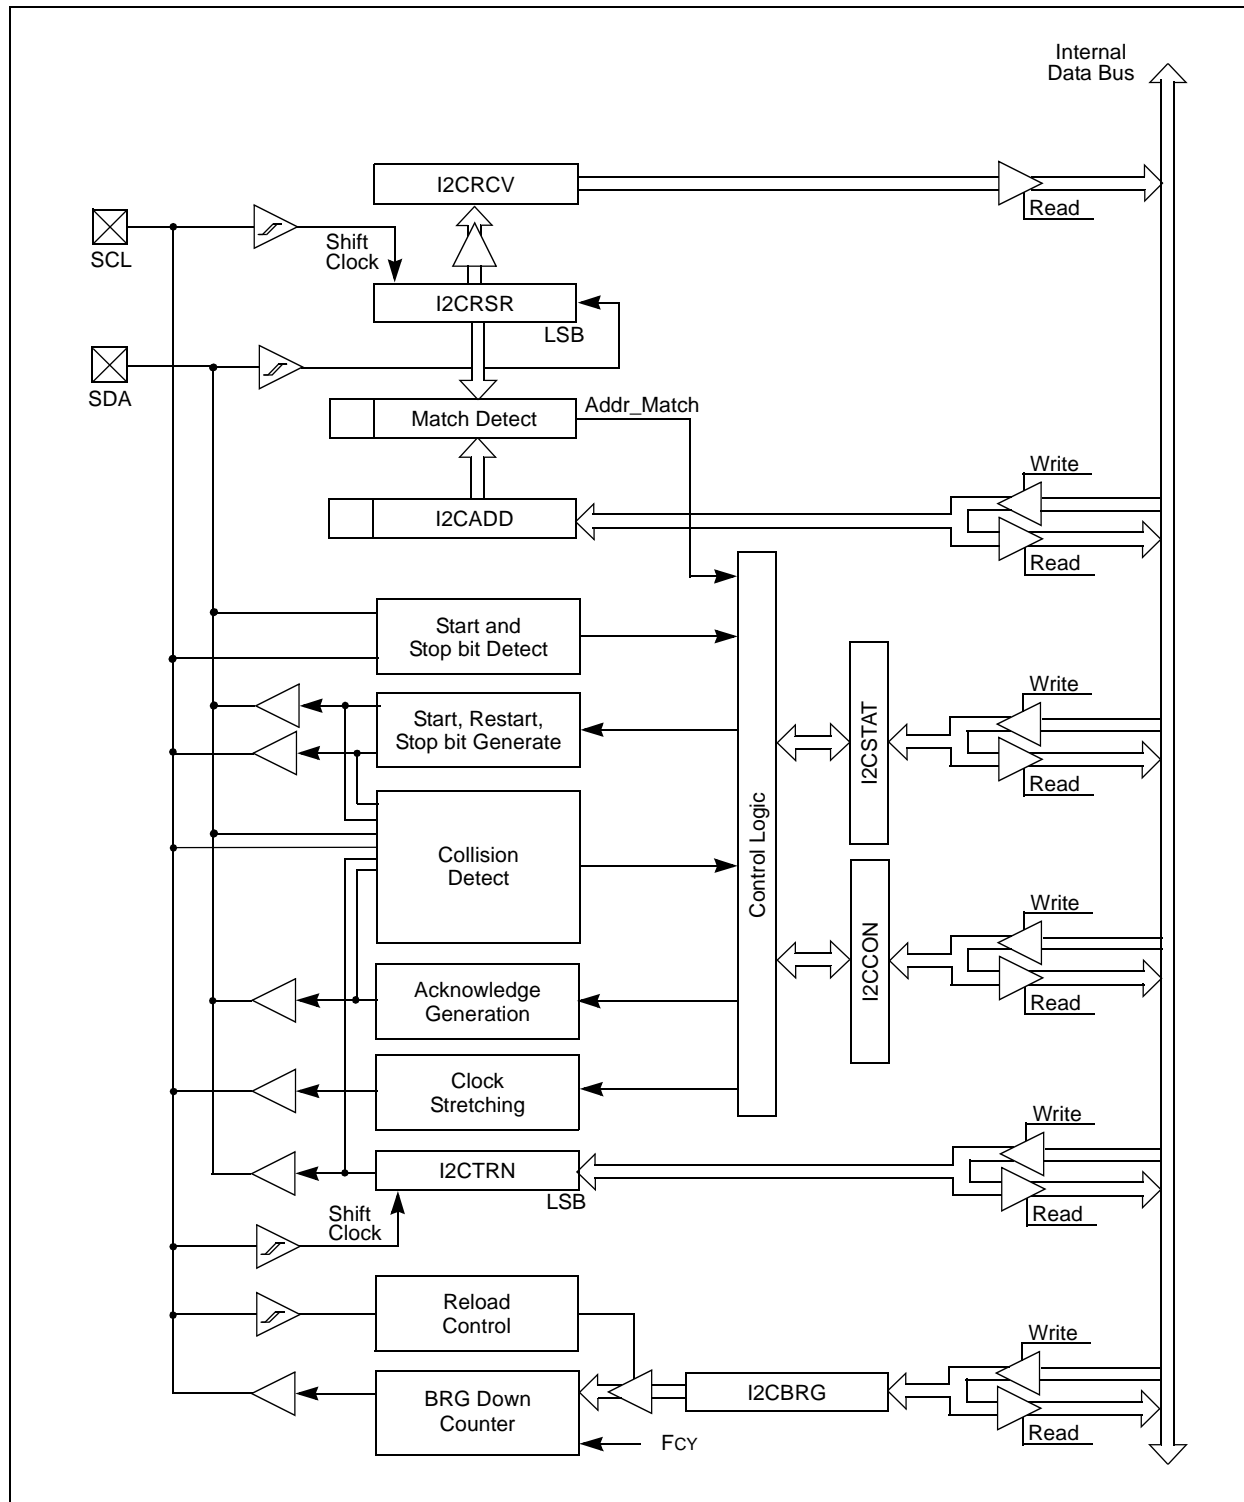 Internal
Data Bus
I2CRCV
Read
SCL
Shift
Clock
I2CRSR
LSB
SDA
Match Detect
Addr_Match
Write
I2CADD
Read
Start and
Stop bit Detect
Write
Start, Restart,
Stop bit Generate
I2CSTAT
Read
Control Logic
Collision
Detect
Write
I2CCON
Acknowledge
Generation
Read
Clock
Stretching
Write
I2CTRN
LSB
Shift
Clock
Read
Reload
Control
Write
I2CBRG
BRG Down
Counter
FCY
Read